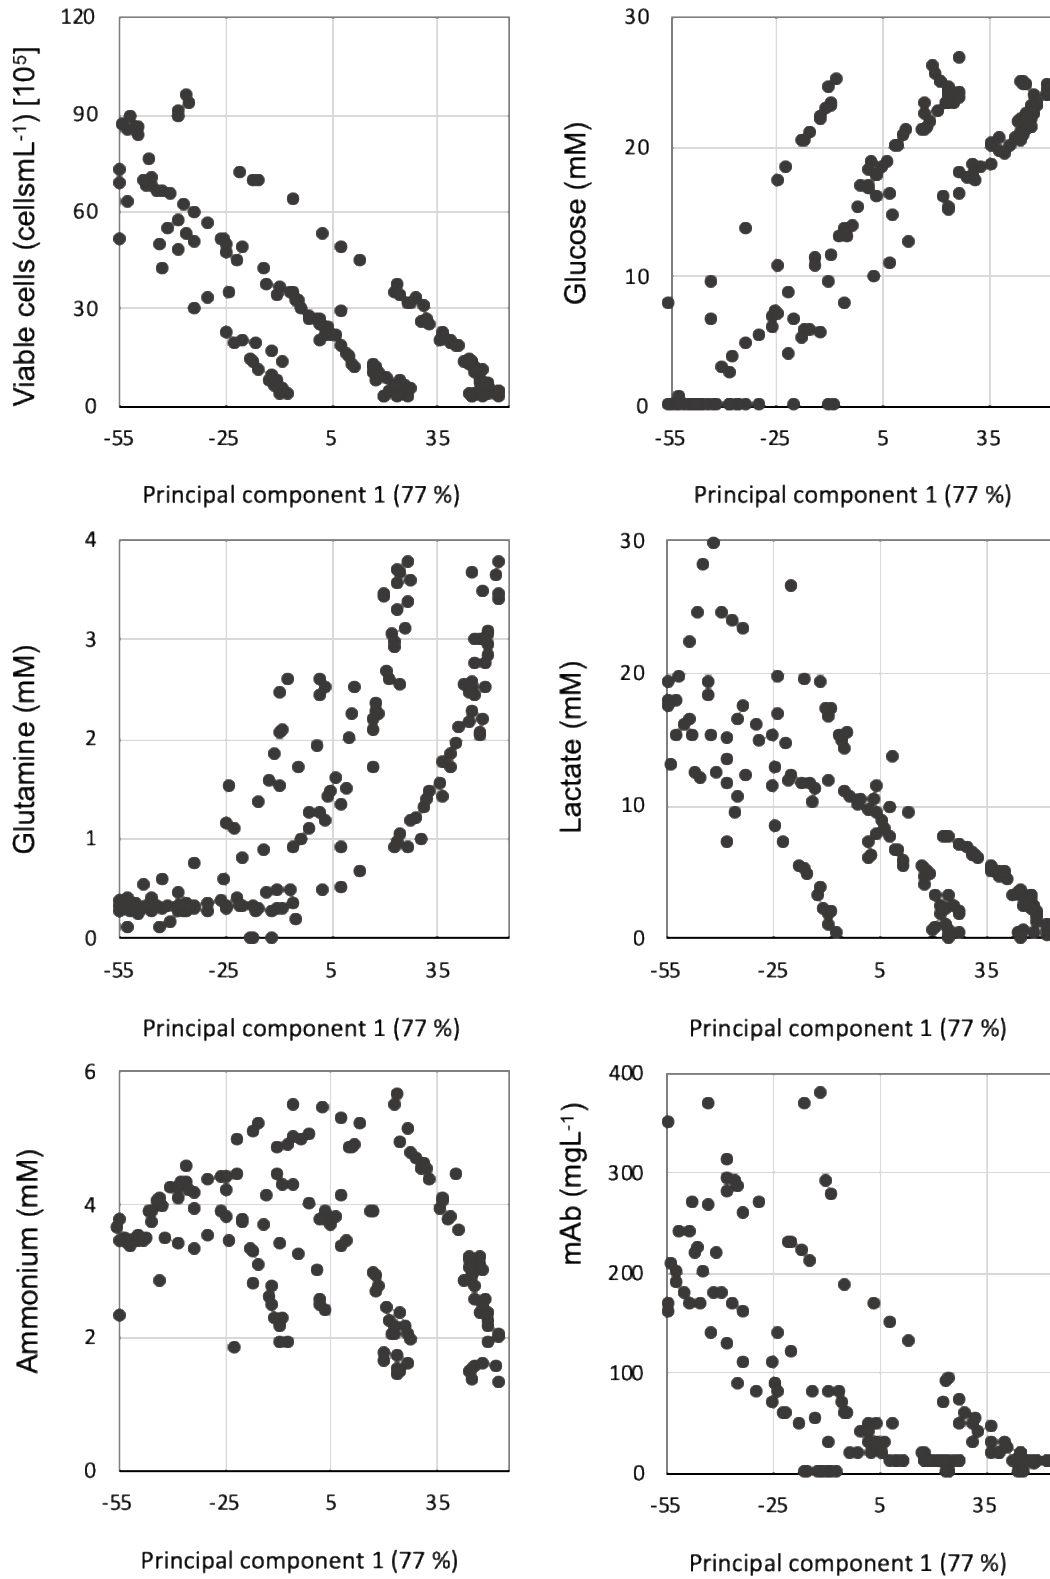 Viable cells (cellsmL⁻¹) [10⁵]
120
90
60
30
0
-55 -25 5 35
Principal component 1 (77 %)
Glucose (mM)
30
20
10
0
-55 -25 5 35
Principal component 1 (77 %)
Glutamine (mM)
4
3
2
1
0
-55 -25 5 35
Principal component 1 (77 %)
Lactate (mM)
30
20
10
0
-55 -25 5 35
Principal component 1 (77 %)
Ammonium (mM)
6
4
2
0
-55 -25 5 35
Principal component 1 (77 %)
mAb (mgL⁻¹)
400
300
200
100
0
-55 -25 5 35
Principal component 1 (77 %)